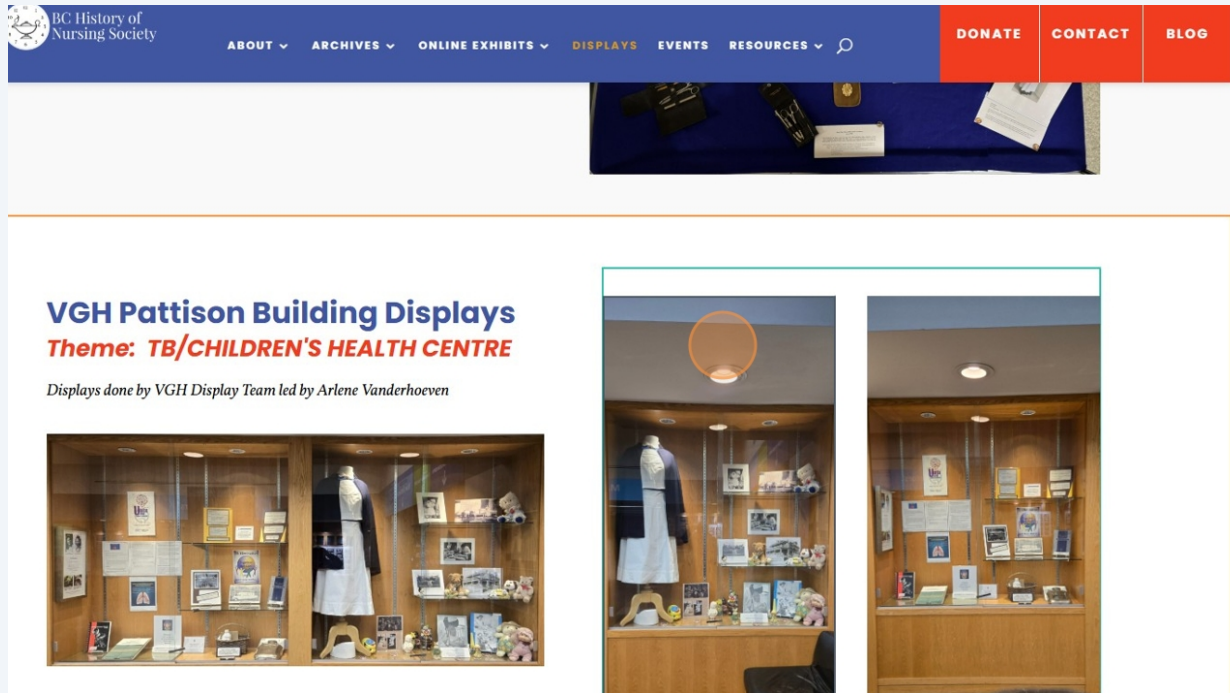 BC History of
Nursing Society
ABOUT
ARCHIVES
ONLINE EXHIBITS
DISPLAYS
EVENTS
RESOURCES
DONATE
CONTACT
BLOG
VGH Pattison Building Displays
Theme: TB/CHILDREN'S HEALTH CENTRE
Displays done by VGH Display Team led by Arlene Vanderhoeven